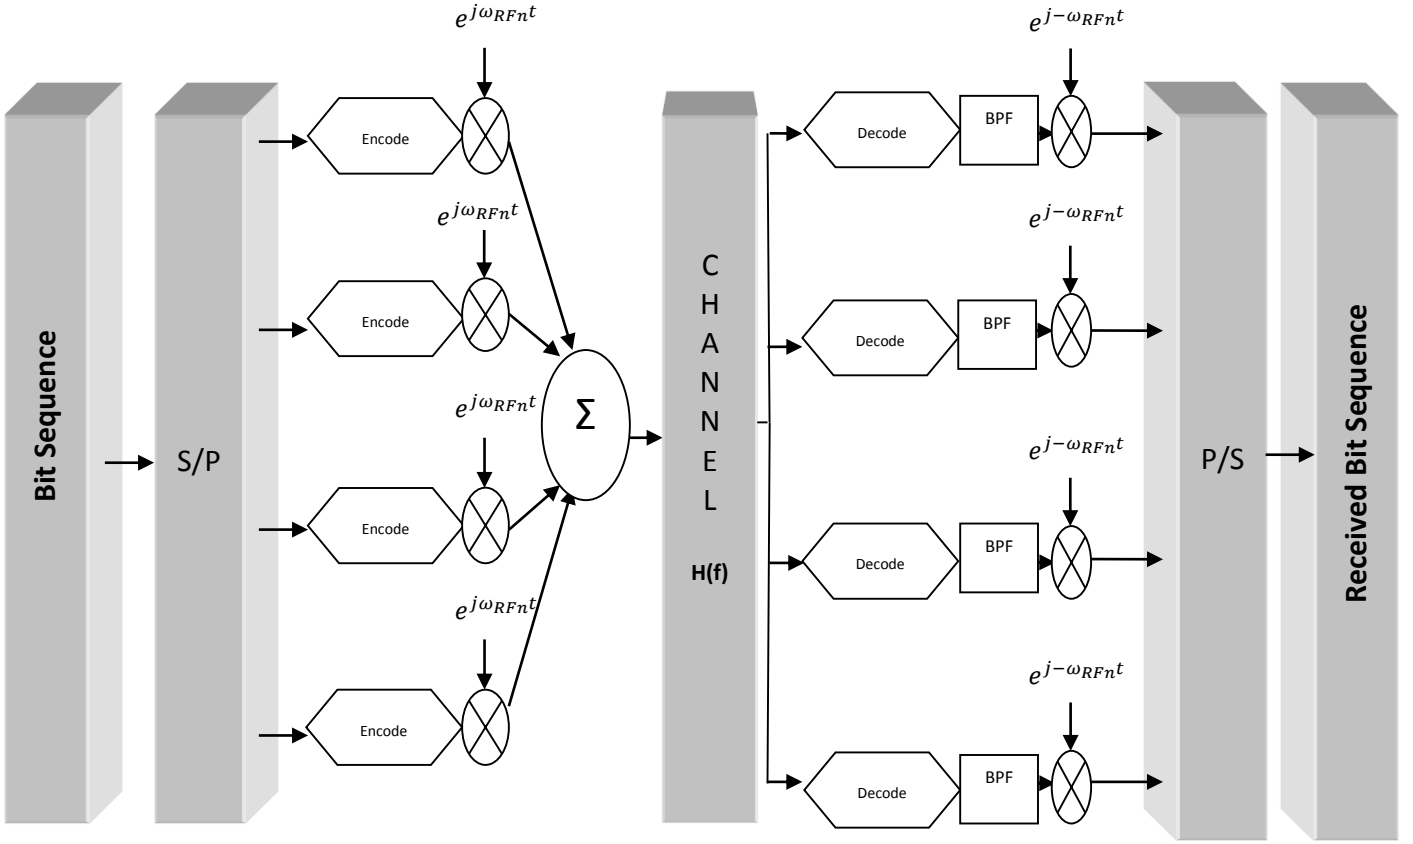 Bit Sequence
S/P
e^{jω_{RFn}t}
Encode
e^{jω_{RFn}t}
Encode
e^{jω_{RFn}t}
Encode
e^{jω_{RFn}t}
Encode
Σ
C
H
A
N
N
E
L
H(f)
e^{j−ω_{RFn}t}
Decode
BPF
e^{j−ω_{RFn}t}
Decode
BPF
e^{j−ω_{RFn}t}
Decode
BPF
e^{j−ω_{RFn}t}
Decode
BPF
P/S
Received Bit Sequence